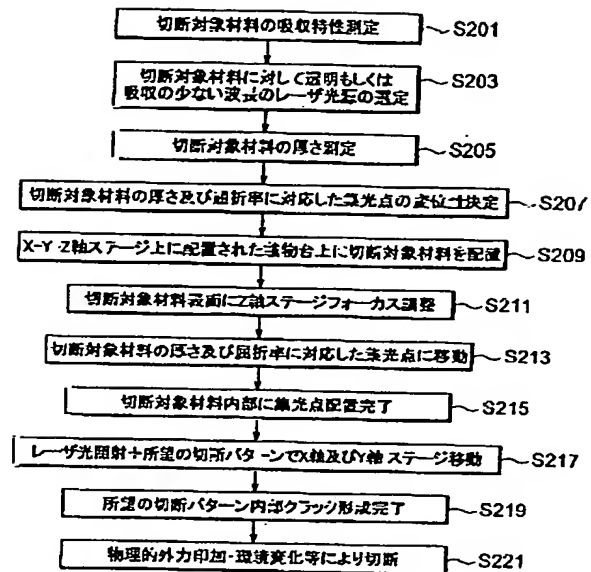 切断対象材料の吸収特性測定 S201
切断対象材料に対して透明もしくは
吸収の少ない波長のレーザ光源の選定 S203
切断対象材料の厚さ測定 S205
切断対象材料の厚さ及び屈折率に対応した集光点の変位量決定 S207
X-Y-Z軸ステージ上に配置された載物台上に切断対象材料を配置 S209
切断対象材料表面にZ軸ステージフォーカス調整 S211
切断対象材料の厚さ及び屈折率に対応した集光点に移動 S213
切断対象材料内部に集光点配置完了 S215
レーザ光照射+所望の切断パターンでX軸及びY軸ステージ移動 S217
所望の切断パターン内部クラック形成完了 S219
物理的外力印加・環境変化等により切断 S221